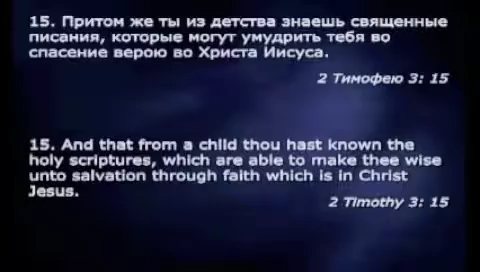 15. Притом же ты из детства знаешь священные
писания, которые могут умудрить тебя во
спасение верою во Христа Иисуса.
2 Тимофею 3: 15
15. And that from a child thou hast known the
holy scriptures, which are able to make thee wise
unto salvation through faith which is in Christ
Jesus.
2 Timothy 3: 15